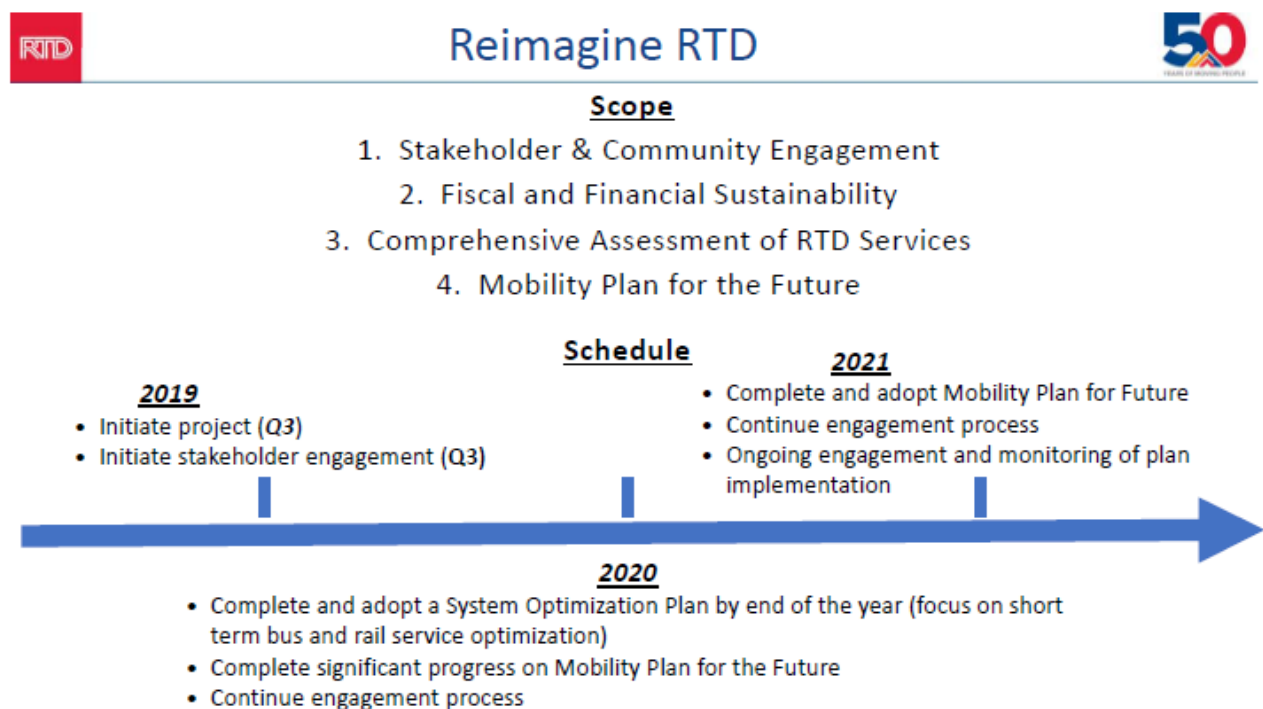 RTD
Reimagine RTD
50
YEARS OF MOVING PEOPLE
Scope
1. Stakeholder & Community Engagement
2. Fiscal and Financial Sustainability
3. Comprehensive Assessment of RTD Services
4. Mobility Plan for the Future
Schedule
2019
• Initiate project (Q3)
• Initiate stakeholder engagement (Q3)
2021
• Complete and adopt Mobility Plan for Future
• Continue engagement process
• Ongoing engagement and monitoring of plan
implementation
2020
• Complete and adopt a System Optimization Plan by end of the year (focus on short
term bus and rail service optimization)
• Complete significant progress on Mobility Plan for the Future
• Continue engagement process